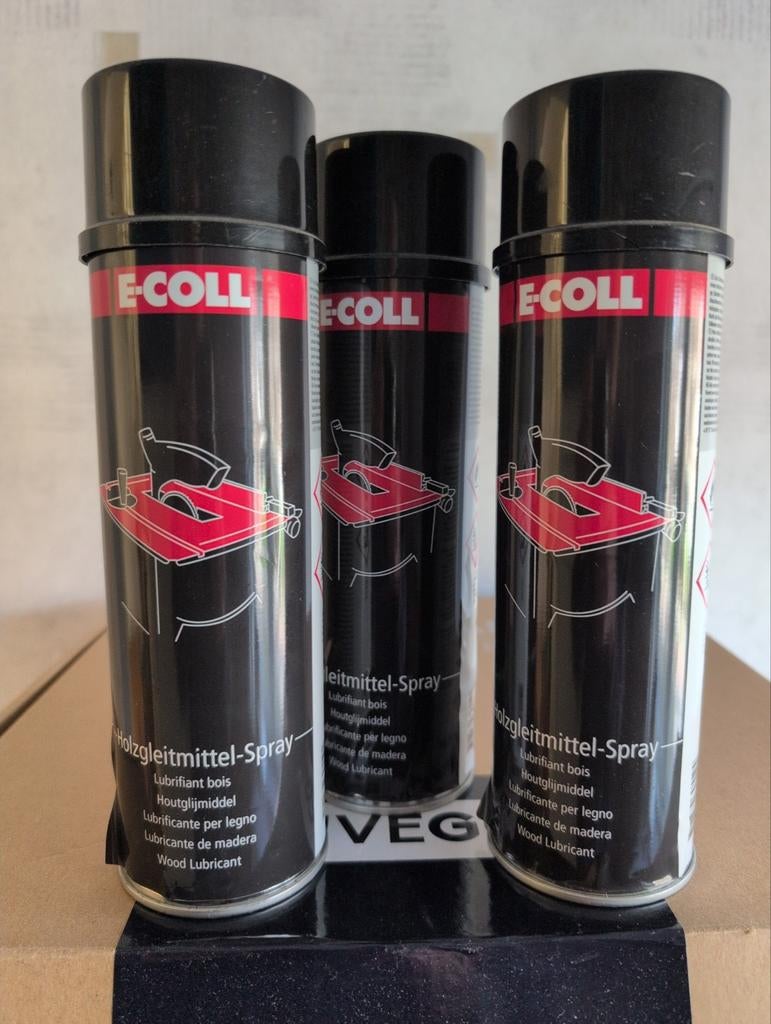 E-COLL
Holzgleitmittel-Spray
Lubrifiant bois
Houtglijmiddel
Lubrificante per legno
Lubricante de madera
Wood Lubricant
E-COLL
leitmittel-Spray
Lubrifiant bois
Houtglijmiddel
ubrificante per legno
ubricante de madera
Wood Lubricant
E-COLL
Holzgleitmittel-Spray
Lubrifiant bois
Houtglijmiddel
Lubrificante per legno
Lubricante de madera
Wood Lubricant
VEG